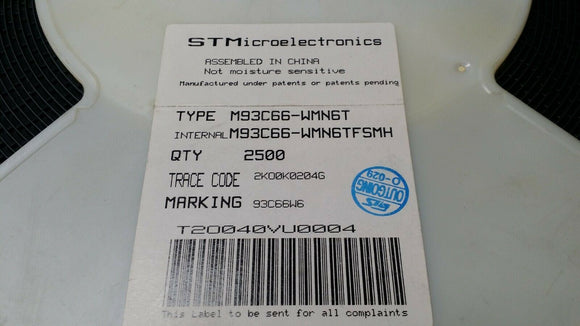 STMicroelectronics
ASSEMBLED IN CHINA
Not moisture sensitive
Manufactured under patents or patents pending
TYPE M93C66-WMN6T
INTERNAL M93C66-WMN6TFSMH
QTY 2500
TRACE CODE 2K00K0204G
MARKING 93C66W6
OUTGOING
O-029
T20040YU0004
This Label to be sent for all complaints